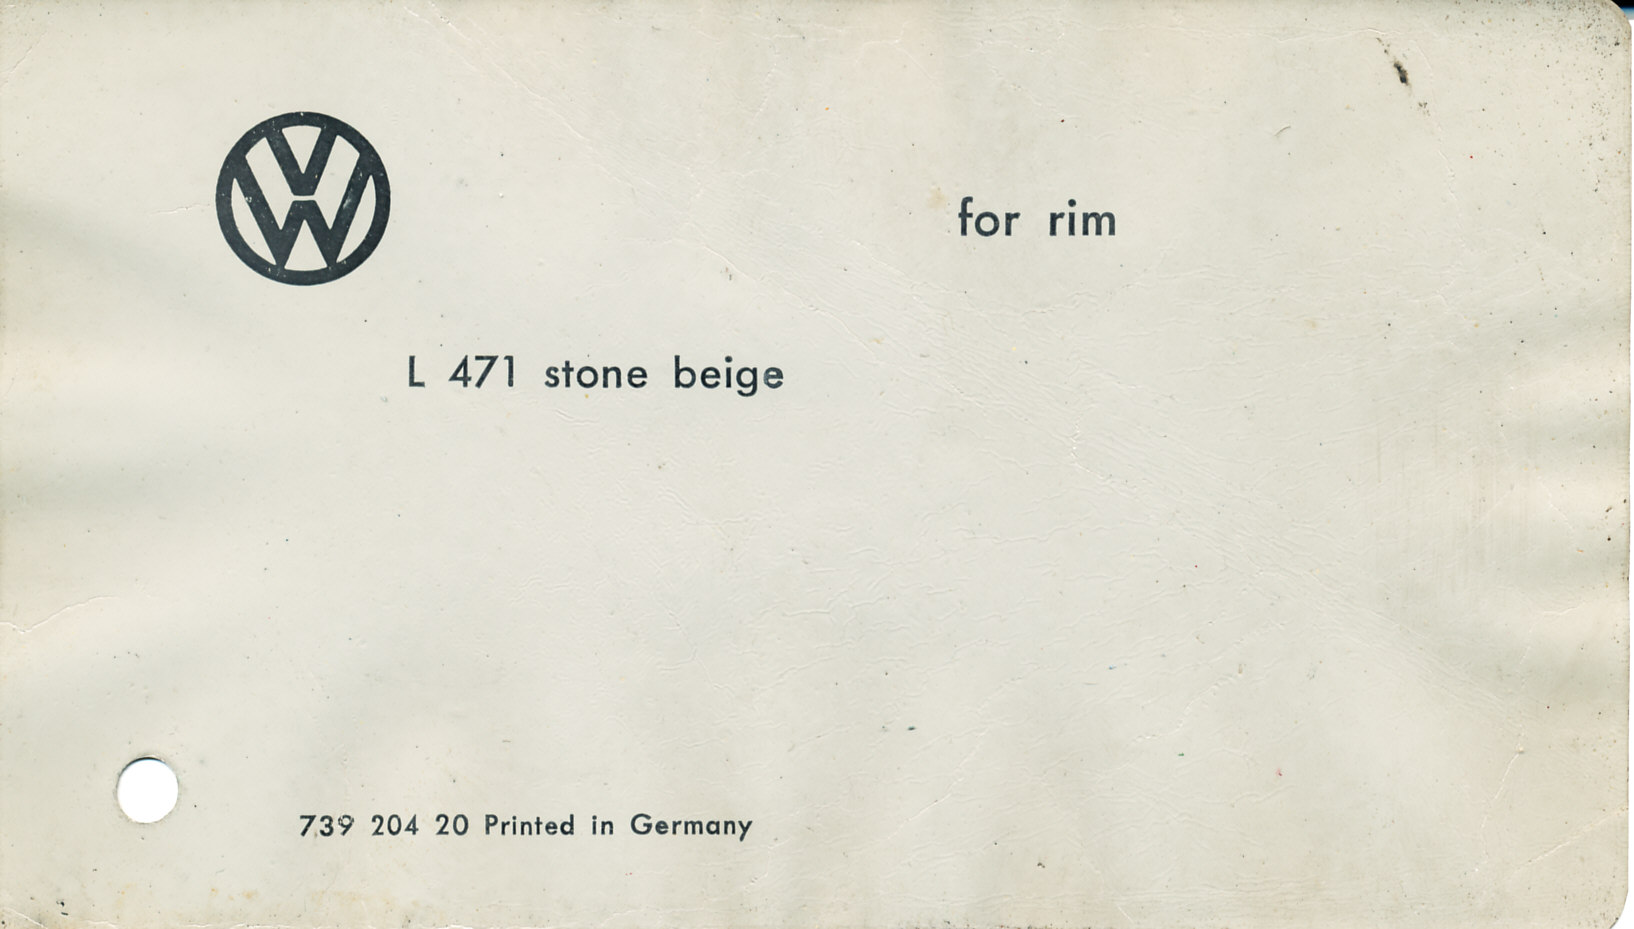 VW
for rim
L 471 stone beige
739 204 20 Printed in Germany